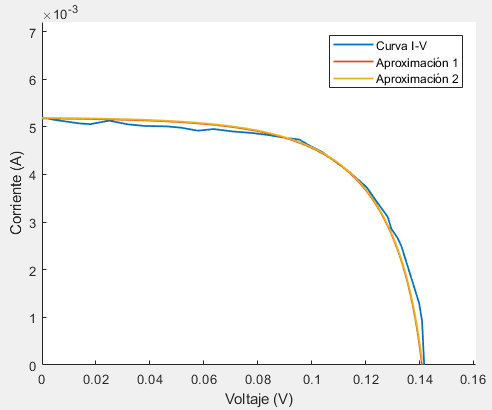 ×10⁻³
7
6
5
4
3
2
1
0
0 0.02 0.04 0.06 0.08 0.1 0.12 0.14 0.16
Voltaje (V)
Corriente (A)
Curva I-V
Aproximación 1
Aproximación 2